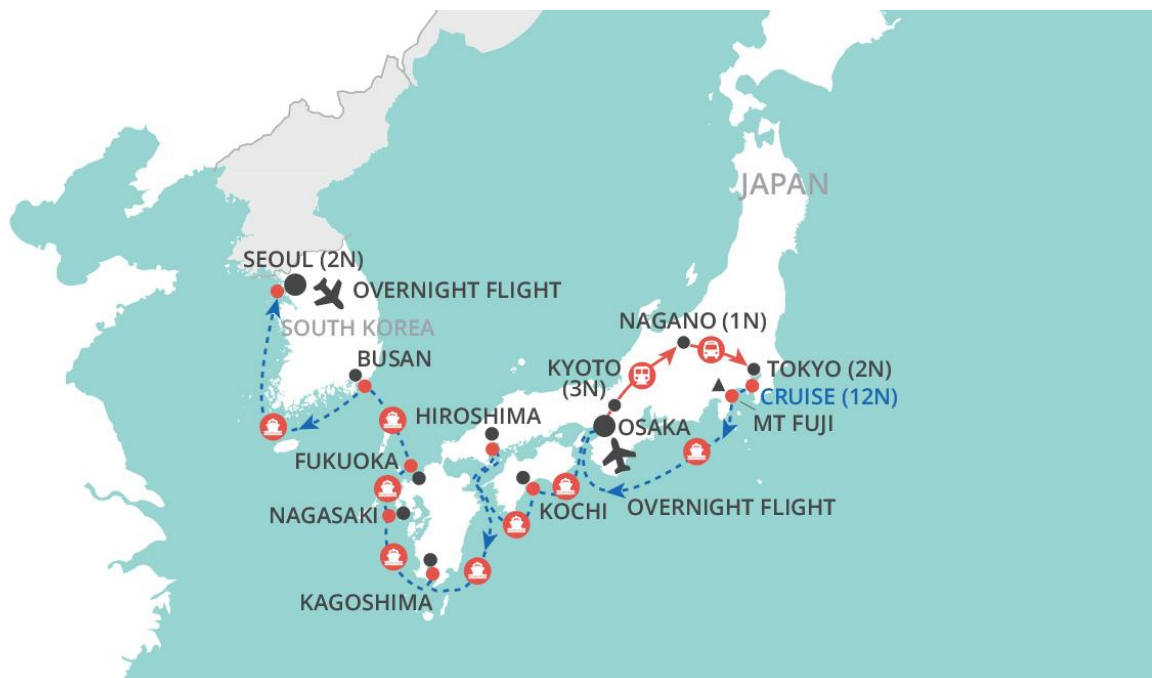 JAPAN
SEOUL (2N)
OVERNIGHT FLIGHT
SOUTH KOREA
BUSAN
NAGANO (1N)
KYOTO
(3N)
TOKYO (2N)
CRUISE (12N)
MT FUJI
HIROSHIMA
OSAKA
FUKUOKA
KOCHI
OVERNIGHT FLIGHT
NAGASAKI
KAGOSHIMA